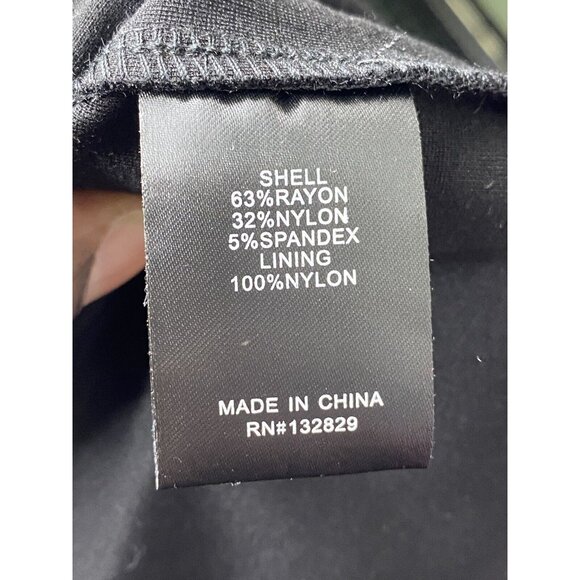 SHELL
63%RAYON
32%NYLON
5%SPANDEX
LINING
100%NYLON
MADE IN CHINA
RN#132829